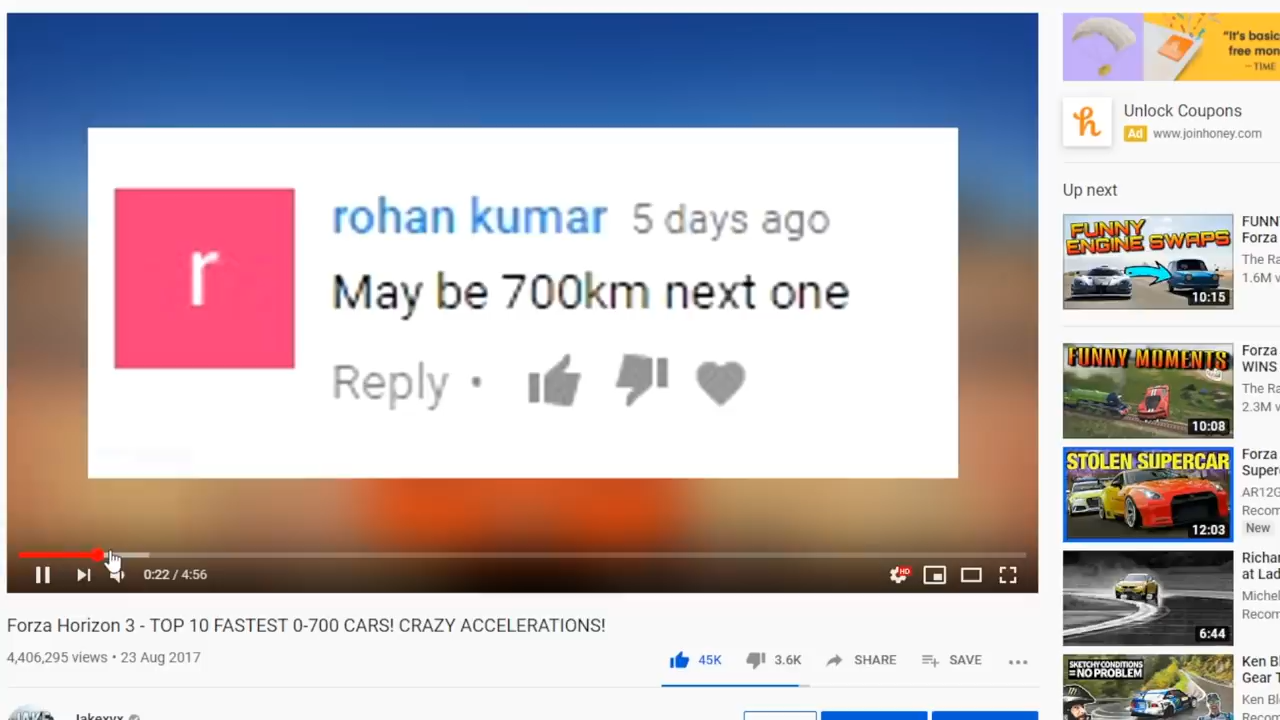 r
rohan kumar 5 days ago
May be 700km next one
Reply •
0:22 / 4:56
HD
Forza Horizon 3 - TOP 10 FASTEST 0-700 CARS! CRAZY ACCELERATIONS!
4,406,295 views • 23 Aug 2017
45K 3.6K SHARE SAVE
Jakexvx
"It's basic
free mon
– TIME
h
Unlock Coupons
Ad www.joinhoney.com
Up next
FUNNY
ENGINE SWAPS
10:15
FUNN
Forza
The Ra
1.6M v
FUNNY MOMENTS
10:08
Forza
WINS
The Ra
2.3M v
STOLEN SUPERCAR
12:03
Forza
Super
AR12G
Recom
New
6:44
Richar
at Lad
Michel
Recom
SKETCHY CONDITIONS
= NO PROBLEM
Ken Bl
Gear T
Ken Blo
Recom